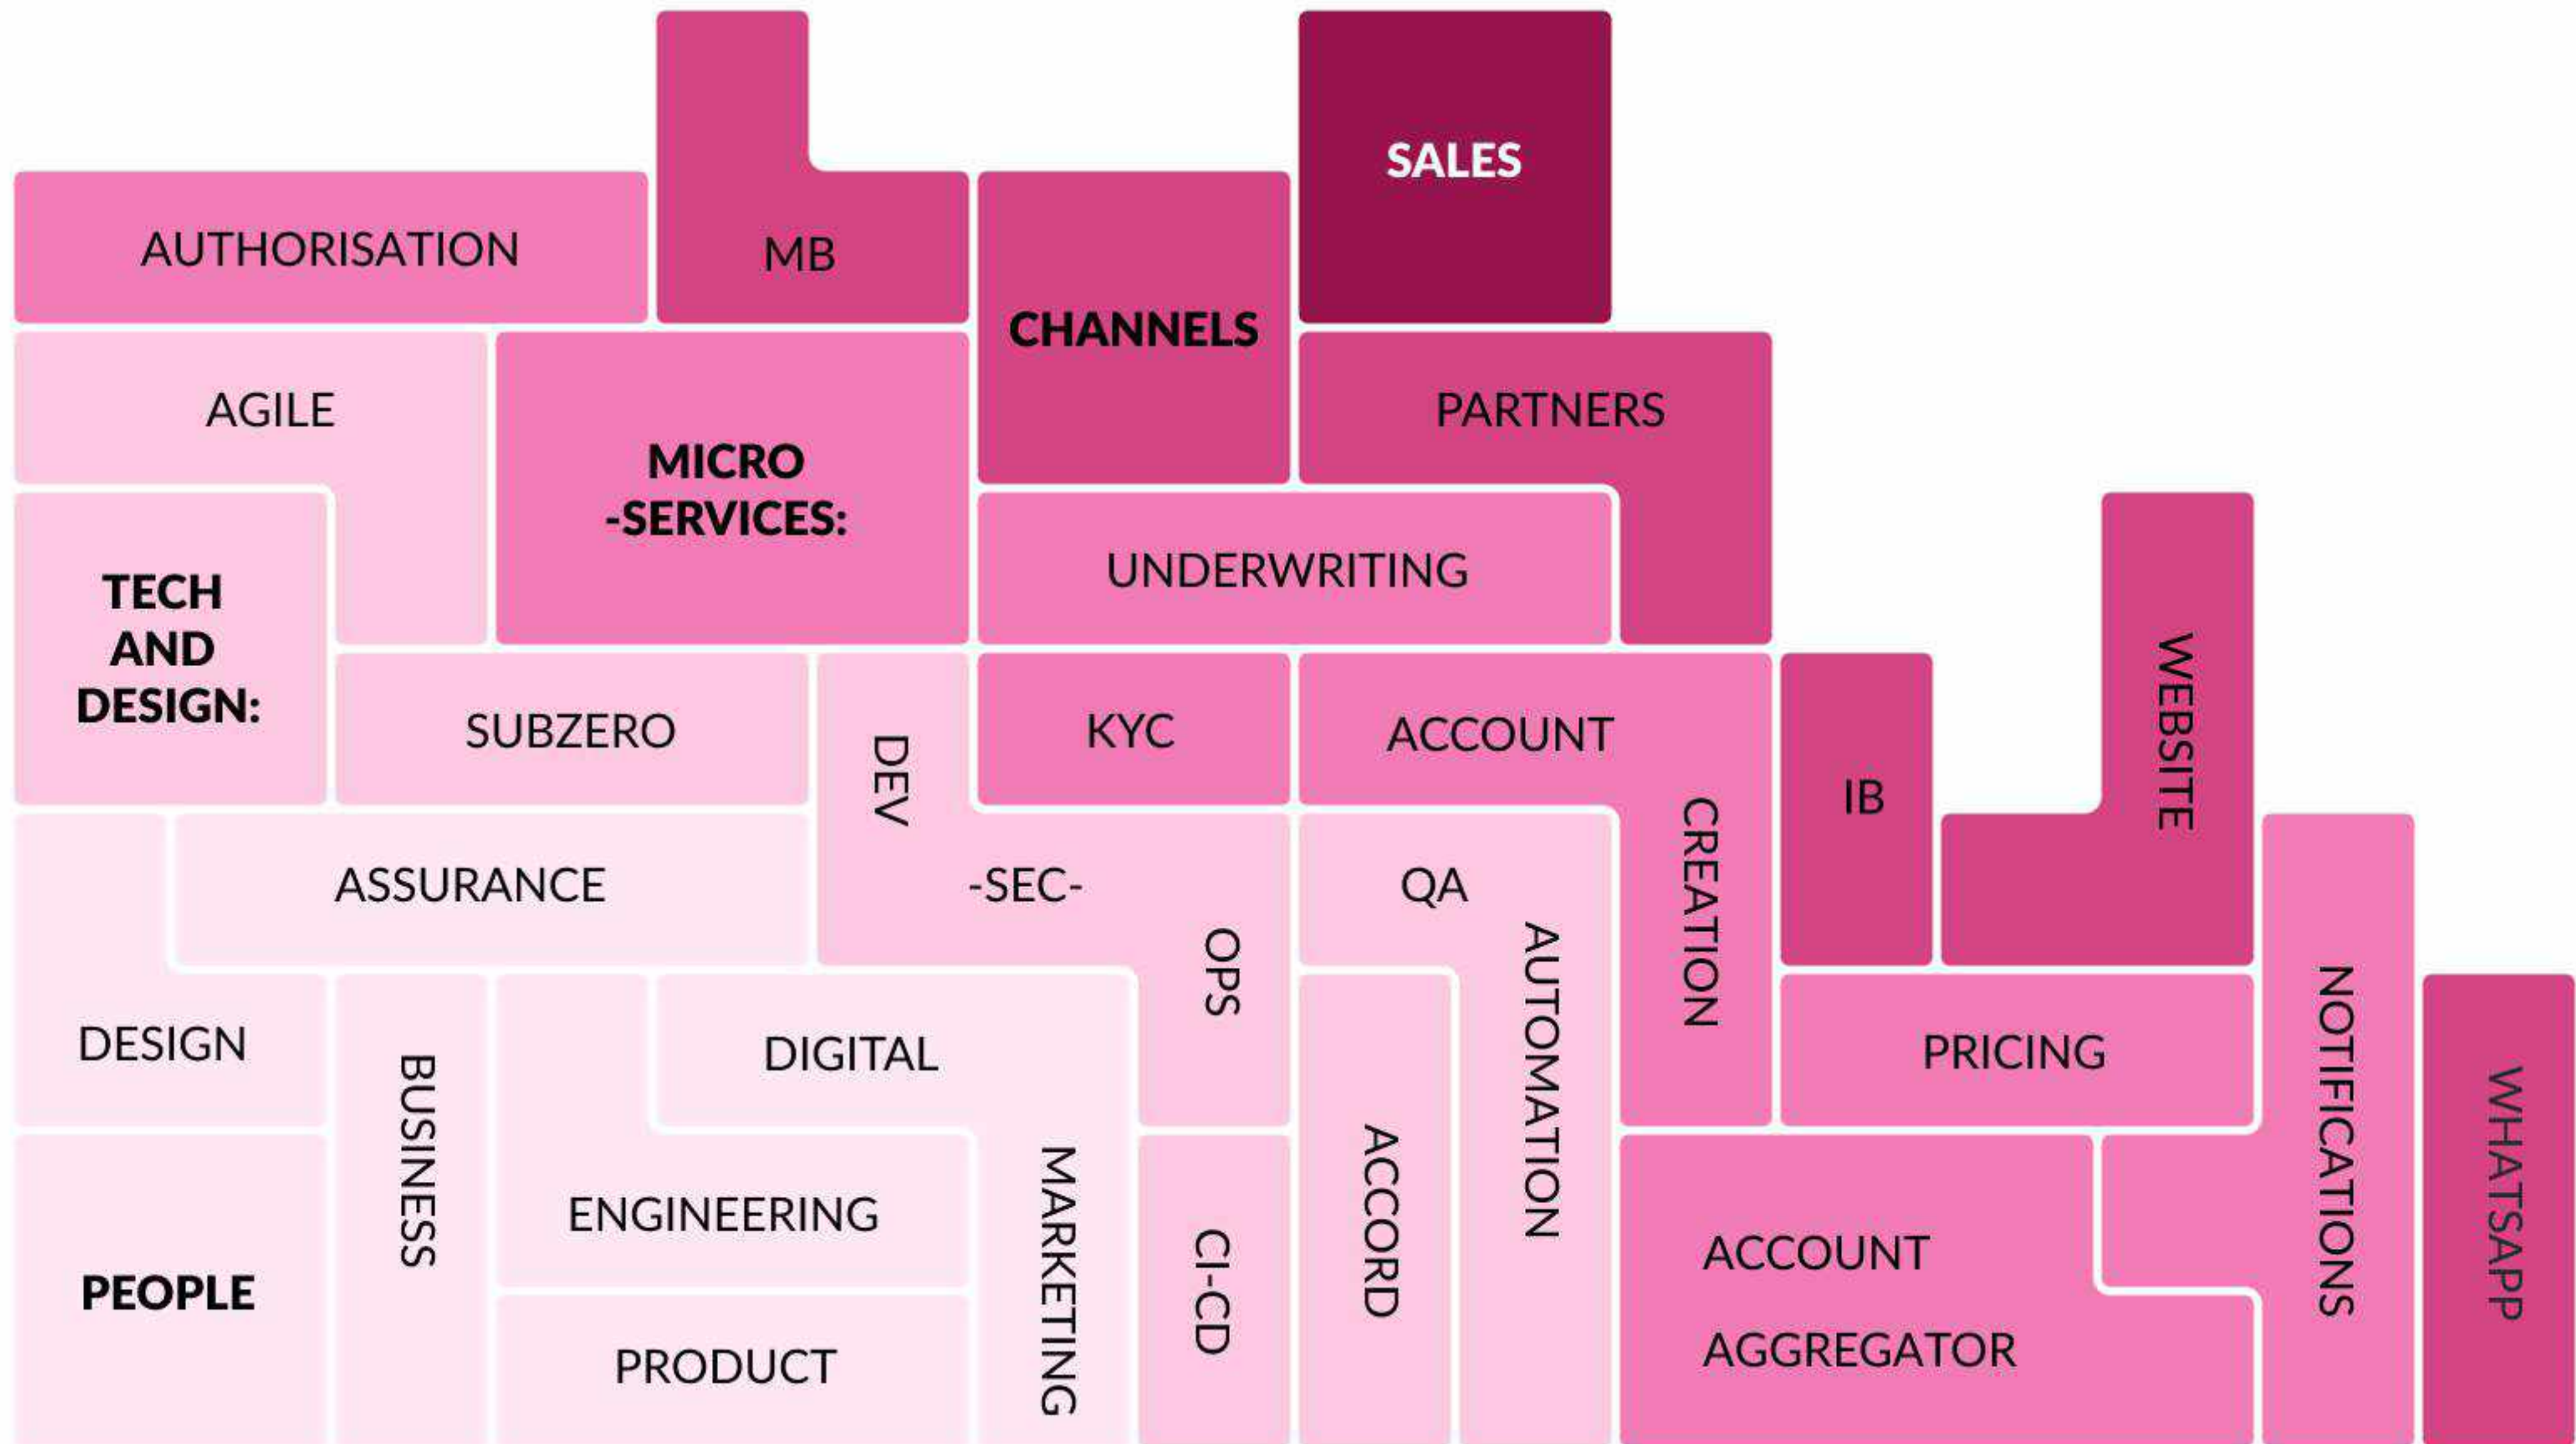 SALES
AUTHORISATION
MB
CHANNELS
AGILE
MICRO
-SERVICES:
PARTNERS
UNDERWRITING
TECH
AND
DESIGN:
SUBZERO
DEV
-SEC-
OPS
KYC
ACCOUNT
CREATION
IB
WEBSITE
ASSURANCE
QA
AUTOMATION
DESIGN
BUSINESS
DIGITAL
MARKETING
PRICING
NOTIFICATIONS
WHATSAPP
ENGINEERING
ACCORD
CI-CD
ACCOUNT
AGGREGATOR
PEOPLE
PRODUCT